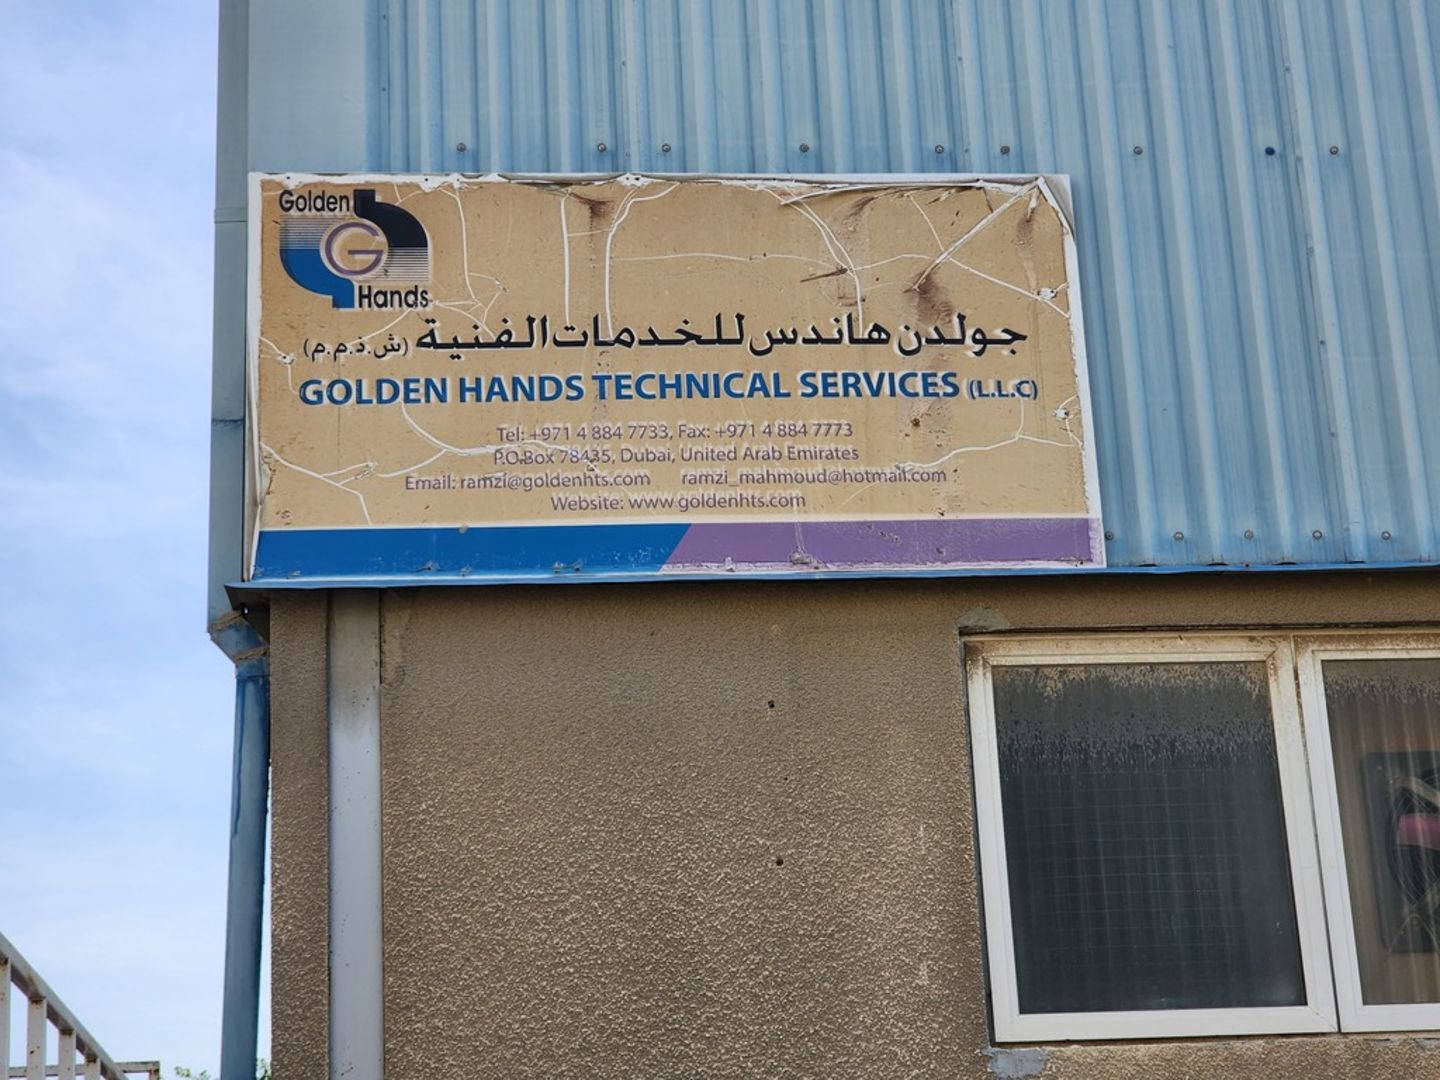 Golden
G
Hands
جولدن هاندس للخدمات الفنية (ش.ذ.م.م)
GOLDEN HANDS TECHNICAL SERVICES (L.L.C)
Tel: +971 4 884 7733, Fax: +971 4 884 7773
P.O.Box 78435, Dubai, United Arab Emirates
Email: ramzi@goldenhts.com ramzi_mahmoud@hotmail.com
Website: www.goldenhts.com